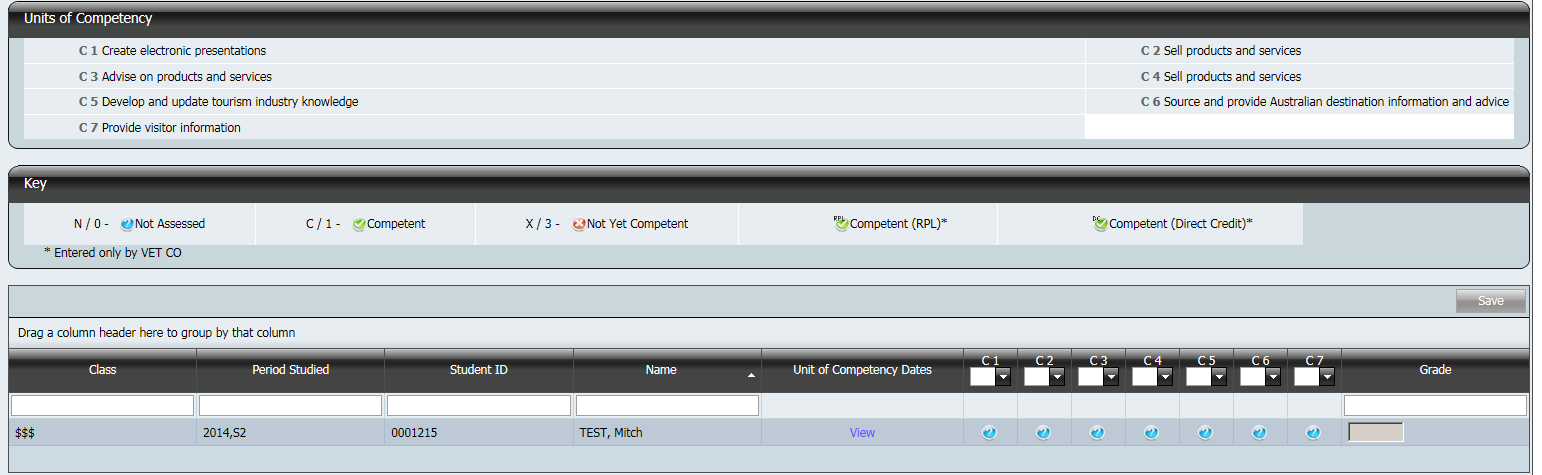 Units of Competency
C 1 Create electronic presentations C 2 Sell products and services
C 3 Advise on products and services C 4 Sell products and services
C 5 Develop and update tourism industry knowledge C 6 Source and provide Australian destination information and advice
C 7 Provide visitor information
Key
N / 0 - Not Assessed C / 1 - Competent X / 3 - Not Yet Competent RPL Competent (RPL)* DC Competent (Direct Credit)*
* Entered only by VET CO
Save
Drag a column header here to group by that column
Class Period Studied Student ID Name Unit of Competency Dates C 1 C 2 C 3 C 4 C 5 C 6 C 7 Grade
$$$ 2014,S2 0001215 TEST, Mitch View